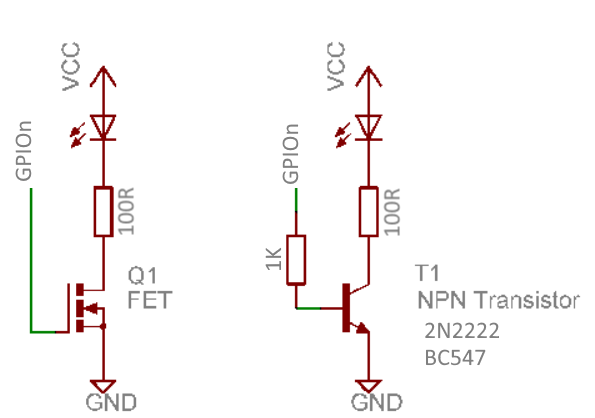 VCC
GPIOn
100R
Q1
FET
GND
VCC
GPIOn
100R
1K
T1
NPN Transistor
2N2222
BC547
GND